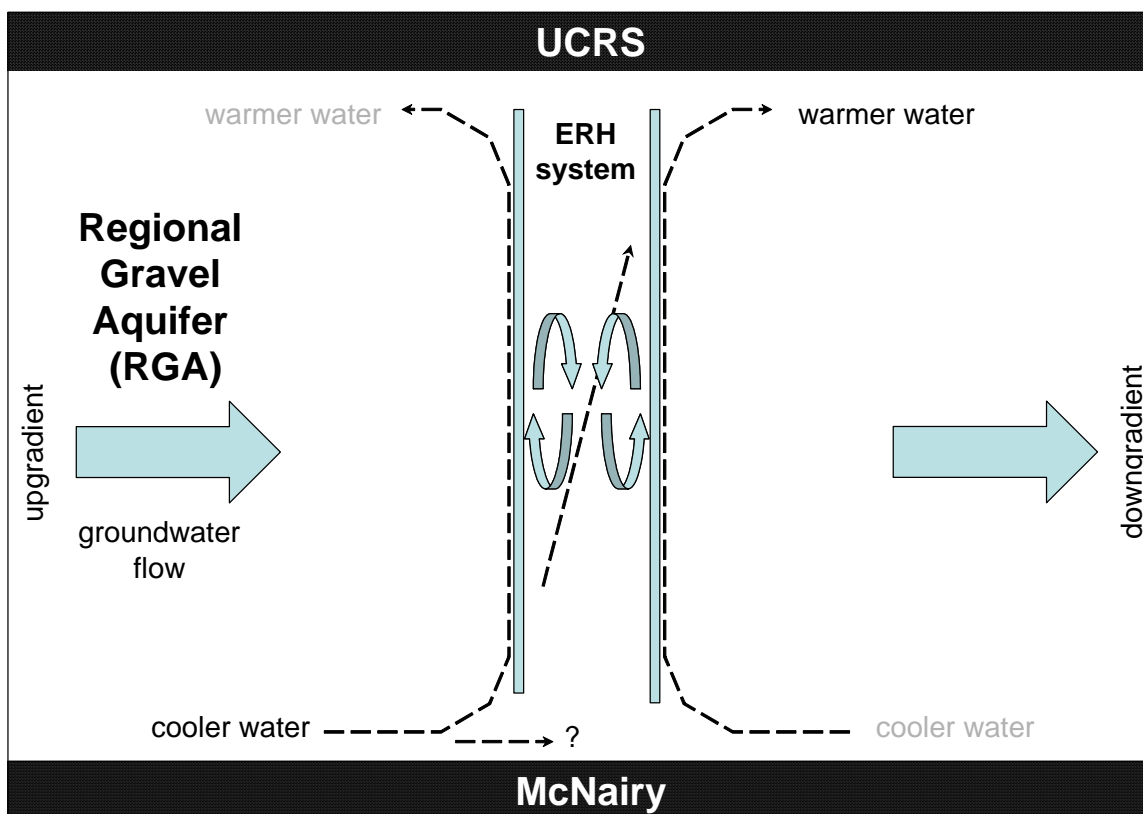 UCRS
warmer water
ERH
system
warmer water
Regional
Gravel
Aquifer
(RGA)
upgradient
groundwater
flow
downgradient
cooler water
?
cooler water
McNairy